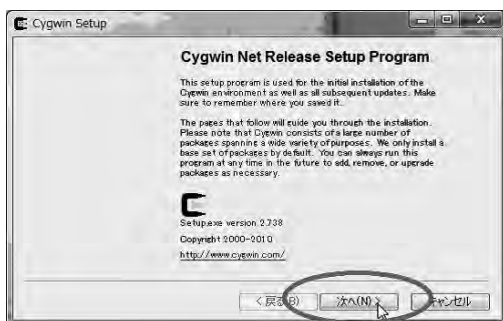 Cygwin Setup
Cygwin Net Release Setup Program
This setup program is used for the initial installation of the
Cygwin environment as well as all subsequent updates. Make
sure to remember where you saved it.
The pages that follow will guide you through the installation.
Please note that Cygwin consists of a large number of
packages spanning a wide variety of purposes. We only install a
base set of packages by default. You can always run this
program at any time in the future to add, remove, or upgrade
packages as necessary.
Setup.exe version 2.738
Copyright 2000-2010
http://www.cygwin.com/
< 戻る(B)
次へ(N) >
キャンセル